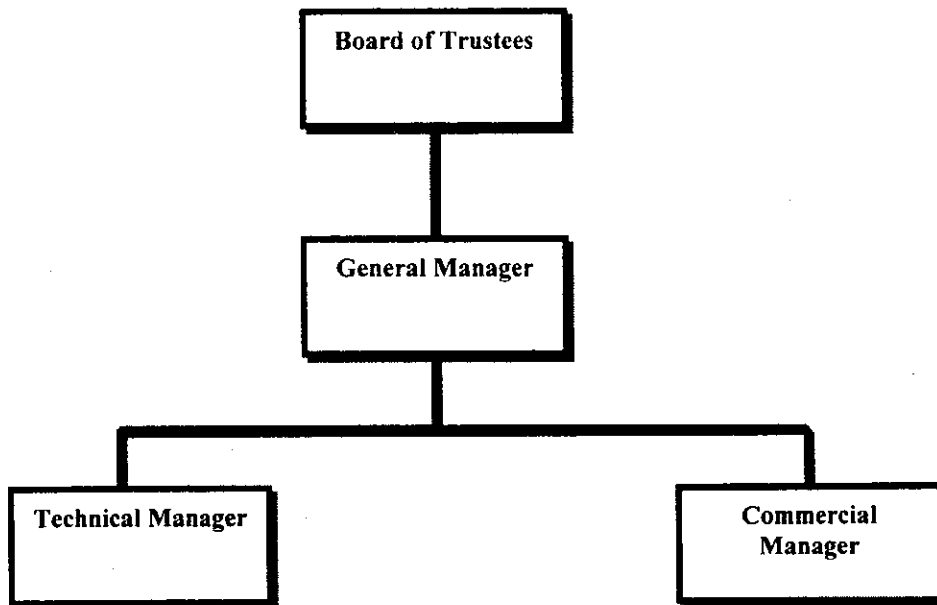 Board of Trustees
General Manager
Technical Manager
Commercial
Manager